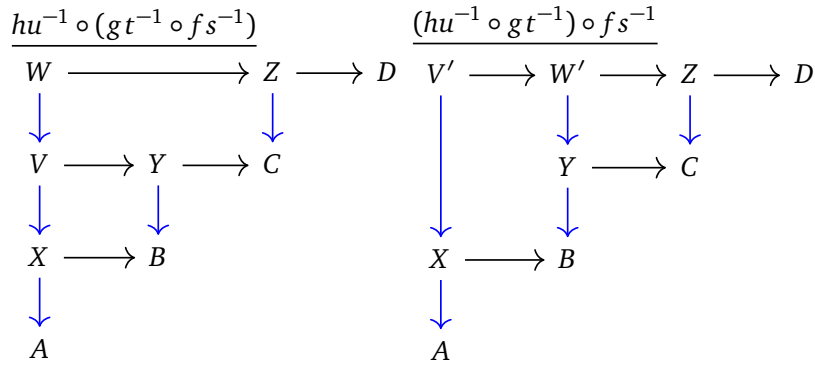 hu⁻¹ ∘ (gt⁻¹ ∘ fs⁻¹) (hu⁻¹ ∘ gt⁻¹) ∘ fs⁻¹
W Z D V′ W′ Z D
V Y C Y C
X B X B
A A